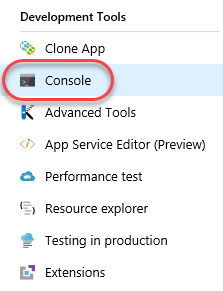 Development Tools
Clone App
Console
Advanced Tools
App Service Editor (Preview)
Performance test
Resource explorer
Testing in production
Extensions